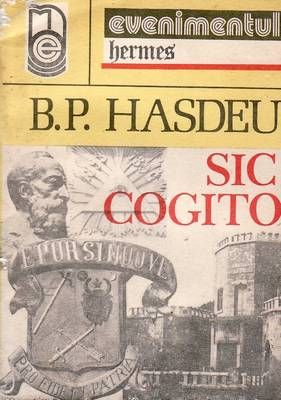 evenimentul
hermes
B.P. HASDEU
SIC
COGITO
E PUR SI MUOVE
PRO FIDE ET PATRIA